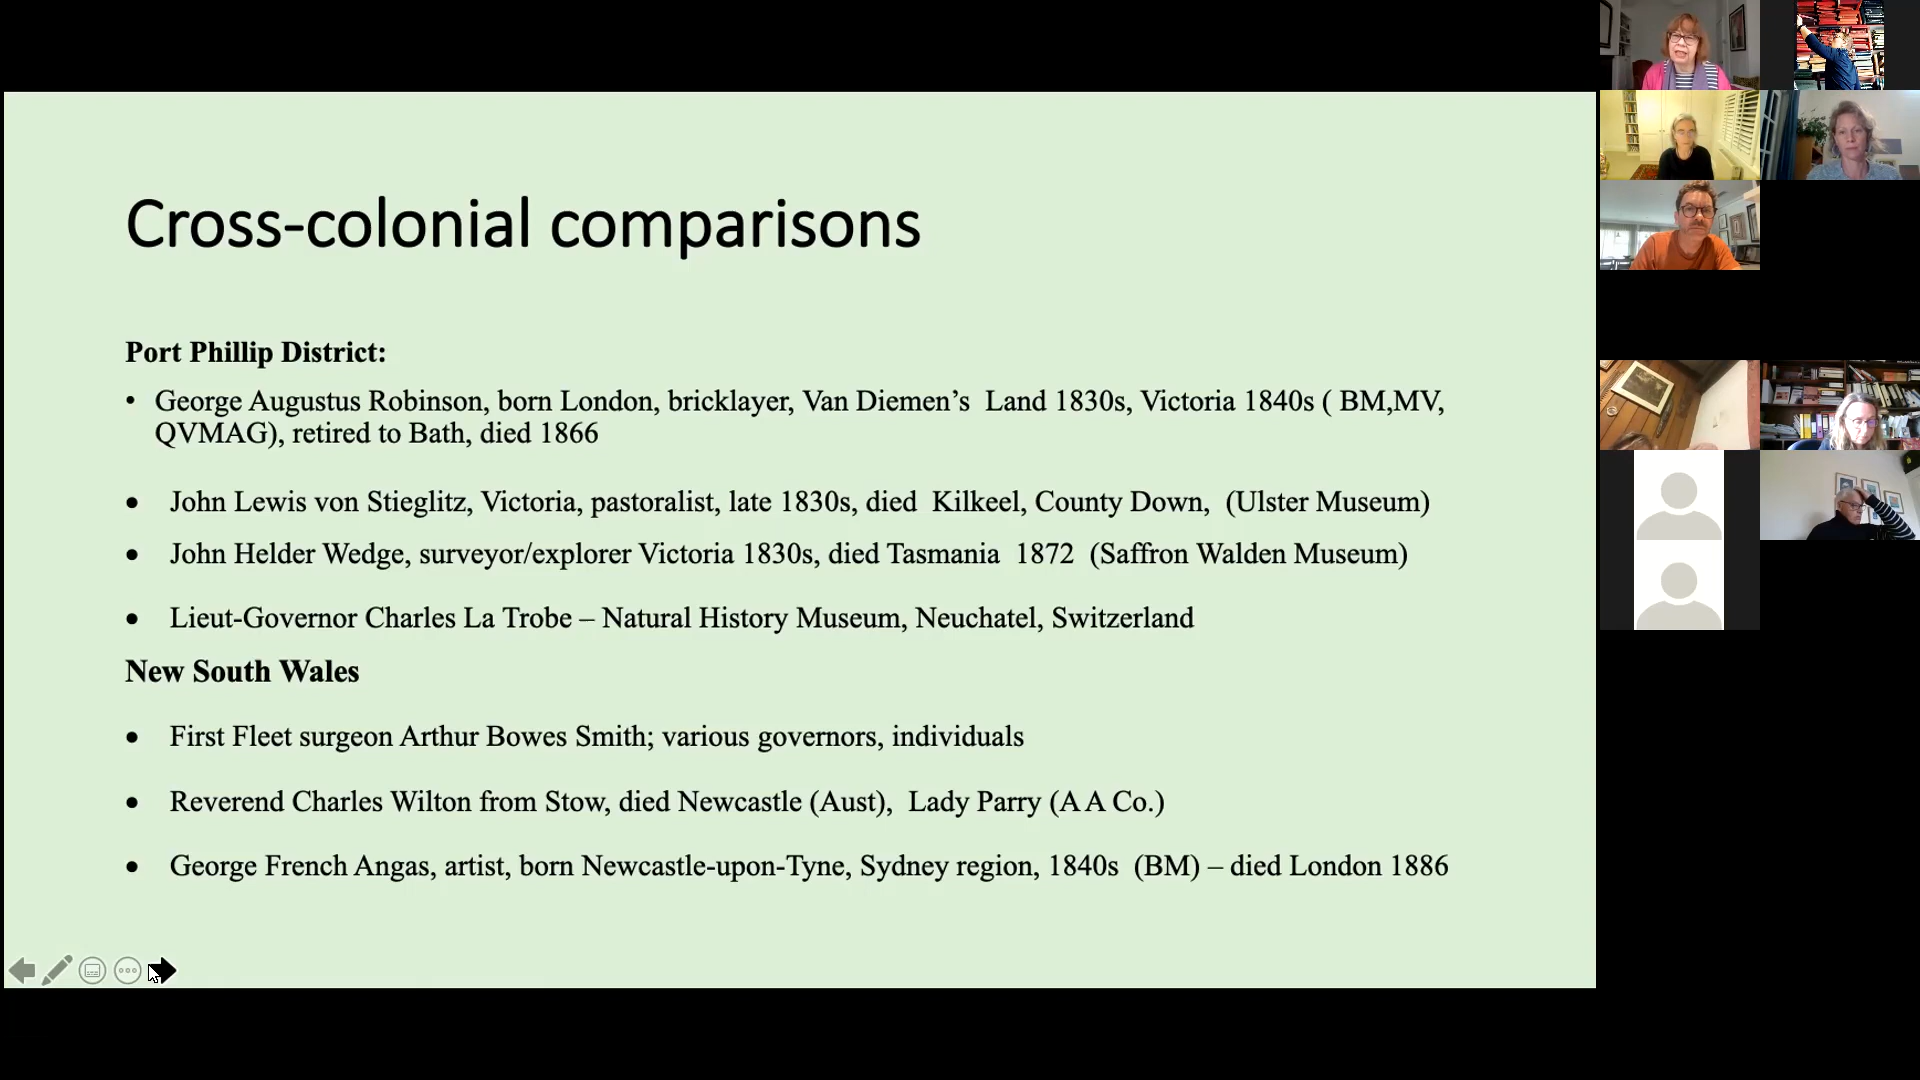 Cross-colonial comparisons
Port Phillip District:
• George Augustus Robinson, born London, bricklayer, Van Diemen’s Land 1830s, Victoria 1840s ( BM,MV,
QVMAG), retired to Bath, died 1866
• John Lewis von Stieglitz, Victoria, pastoralist, late 1830s, died Kilkeel, County Down, (Ulster Museum)
• John Helder Wedge, surveyor/explorer Victoria 1830s, died Tasmania 1872 (Saffron Walden Museum)
• Lieut-Governor Charles La Trobe – Natural History Museum, Neuchatel, Switzerland
New South Wales
• First Fleet surgeon Arthur Bowes Smith; various governors, individuals
• Reverend Charles Wilton from Stow, died Newcastle (Aust), Lady Parry (A A Co.)
• George French Angas, artist, born Newcastle-upon-Tyne, Sydney region, 1840s (BM) – died London 1886